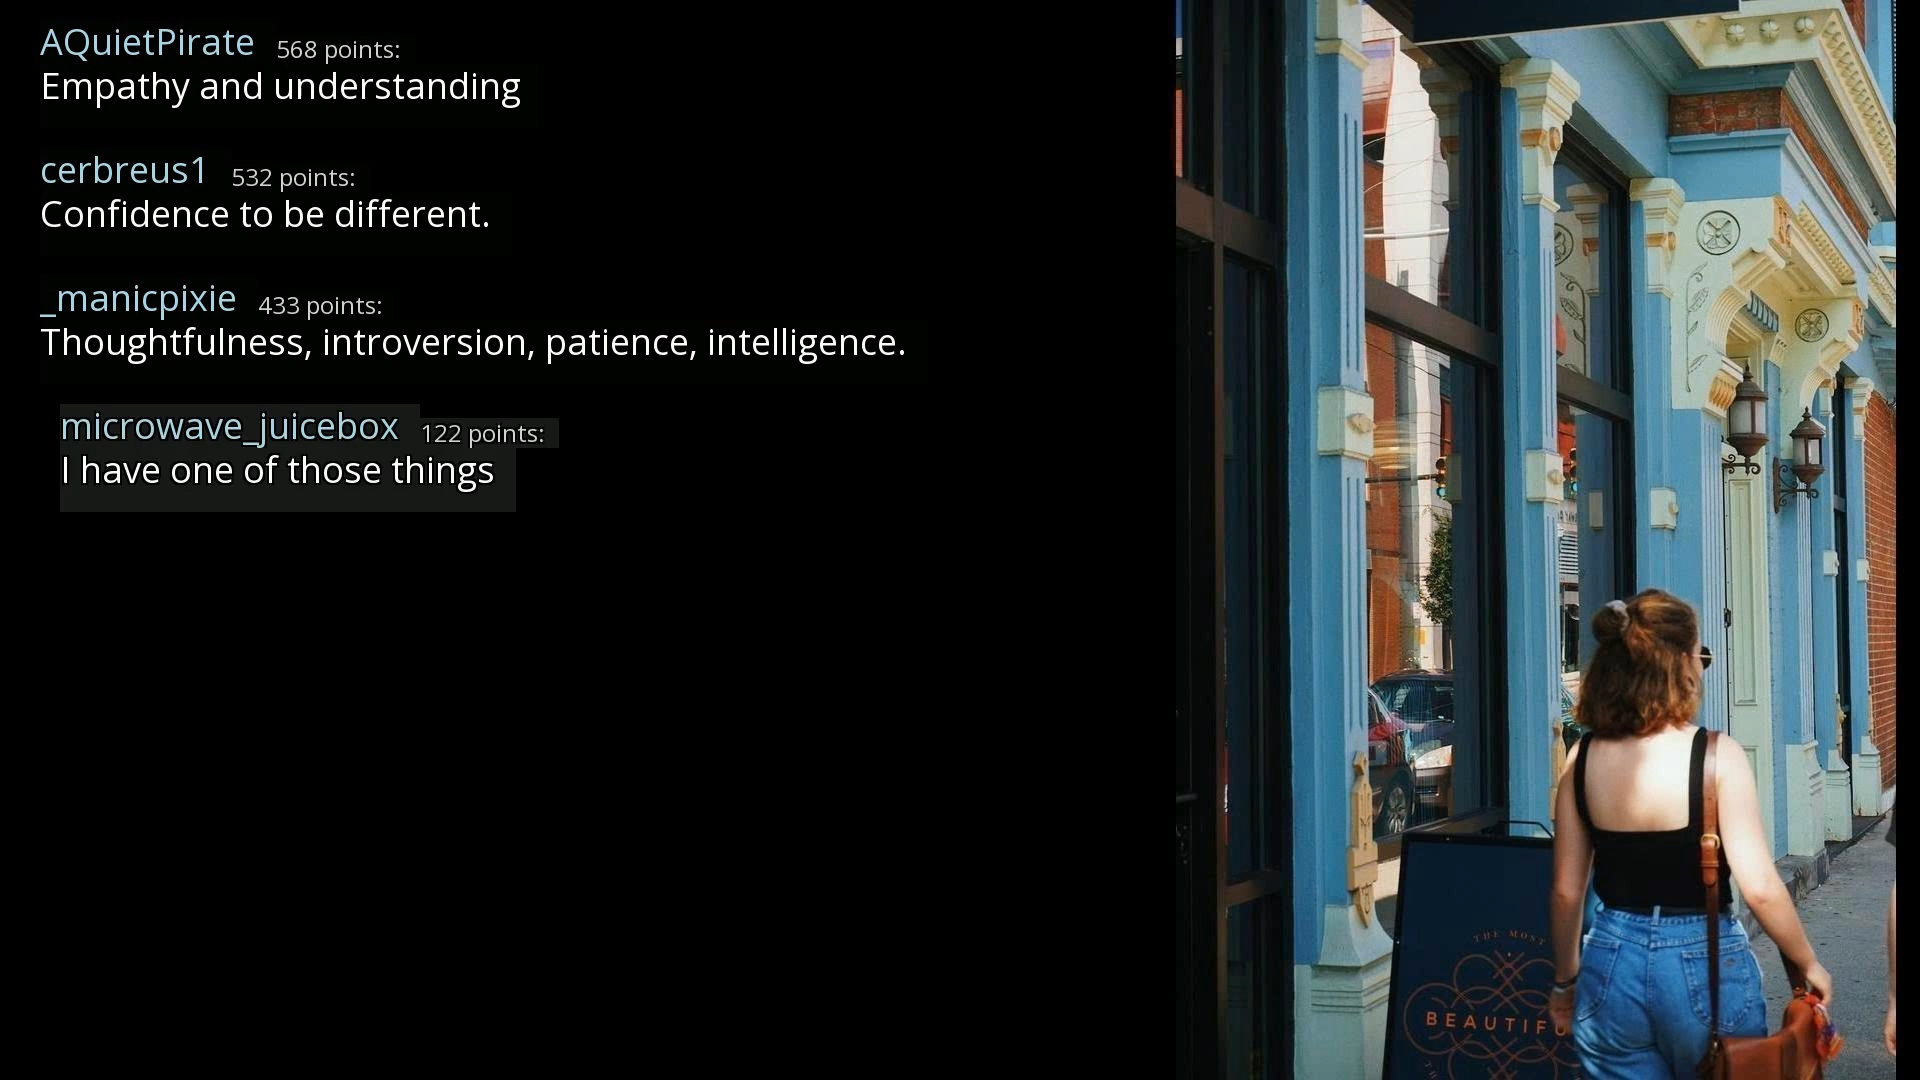 AQuietPirate 568 points:
Empathy and understanding
cerbreus1 532 points:
Confidence to be different.
_manicpixie 433 points:
Thoughtfulness, introversion, patience, intelligence.
microwave_juicebox 122 points:
I have one of those things
THE MOST
BEAUTIFU